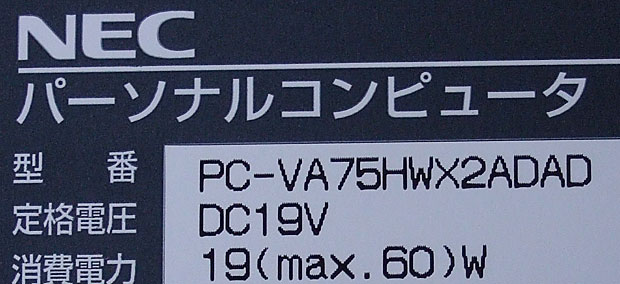 NEC
パーソナルコンピュータ
型 番 PC-VA75HWX2ADAD
定格電圧 DC19V
消費電力 19(max.60)W